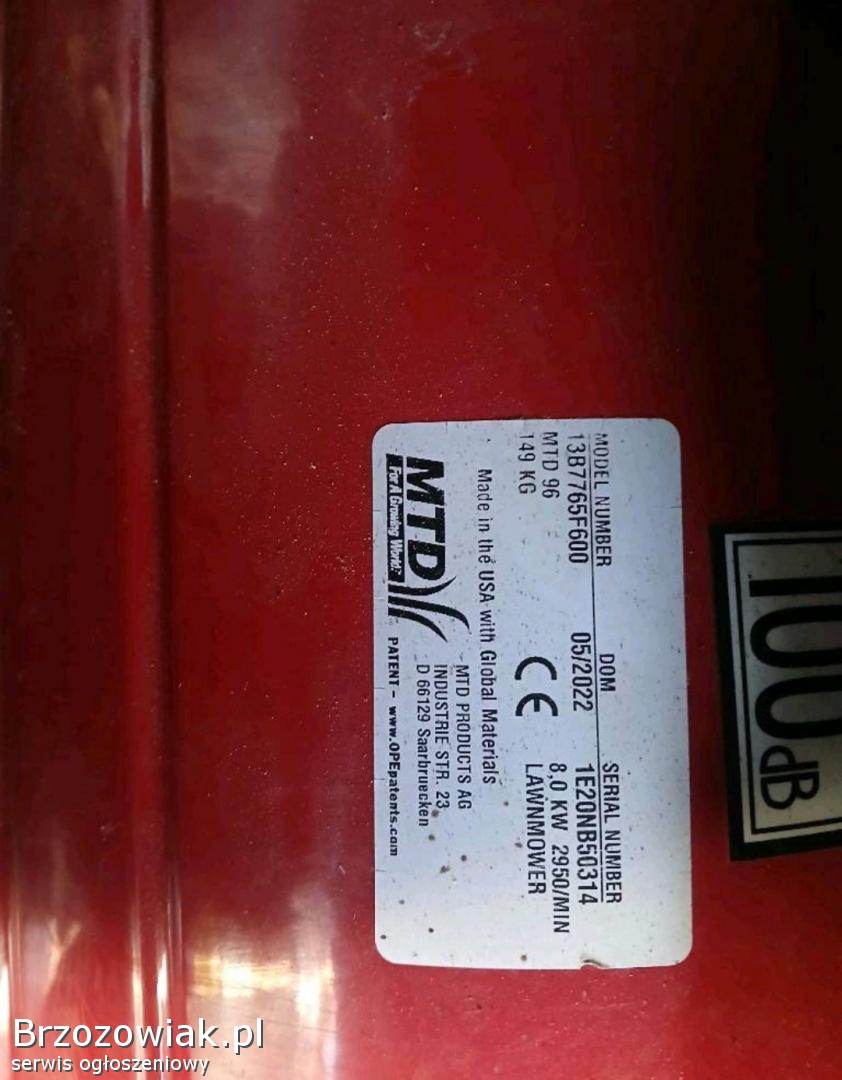 MODEL NUMBER DOM SERIAL NUMBER
13B7765F600 05/2022 1E20NB50314
MTD 96 8,0 KW 2950/MIN
149 KG CE LAWNMOWER
Made in the USA with Global Materials
MTD
For A Growing World.
MTD PRODUCTS AG
INDUSTRIE STR. 23
D 66129 Saarbruecken
PATENT – www.OPEpatents.com
100 dB
Brzozowiak.pl
serwis ogłoszeniowy